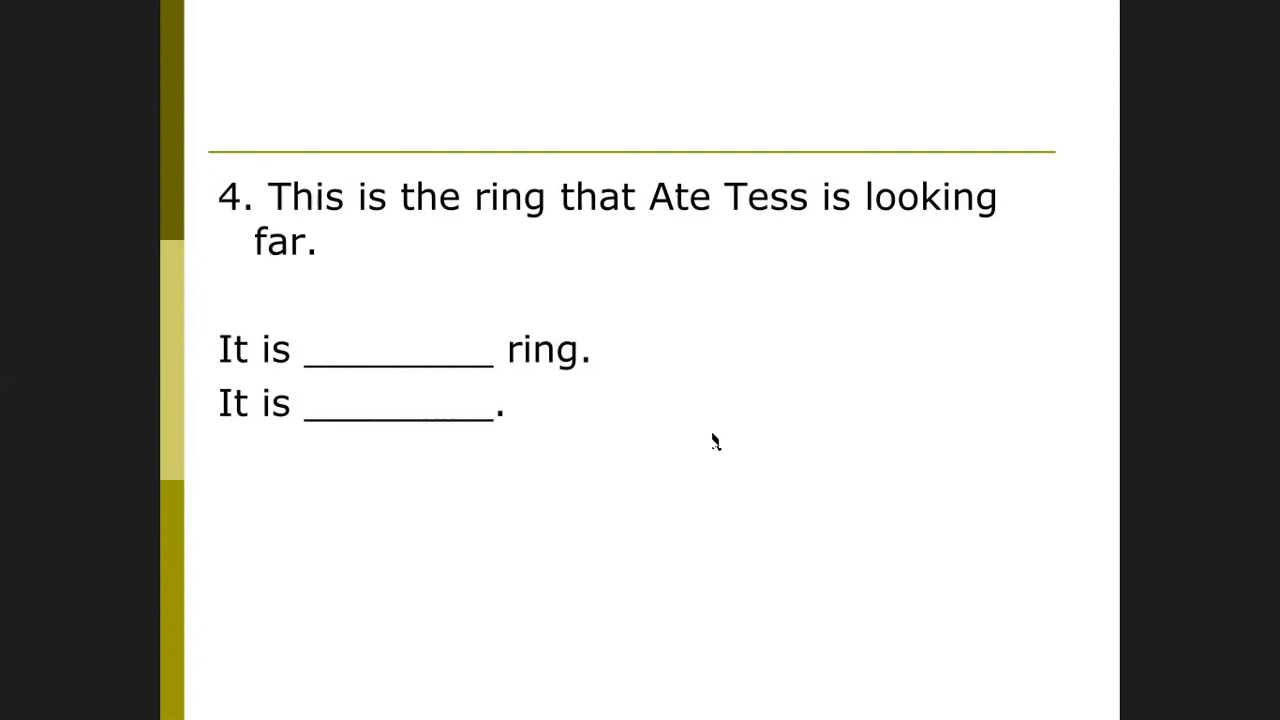 4. This is the ring that Ate Tess is looking
far.
It is __________ ring.
It is __________.